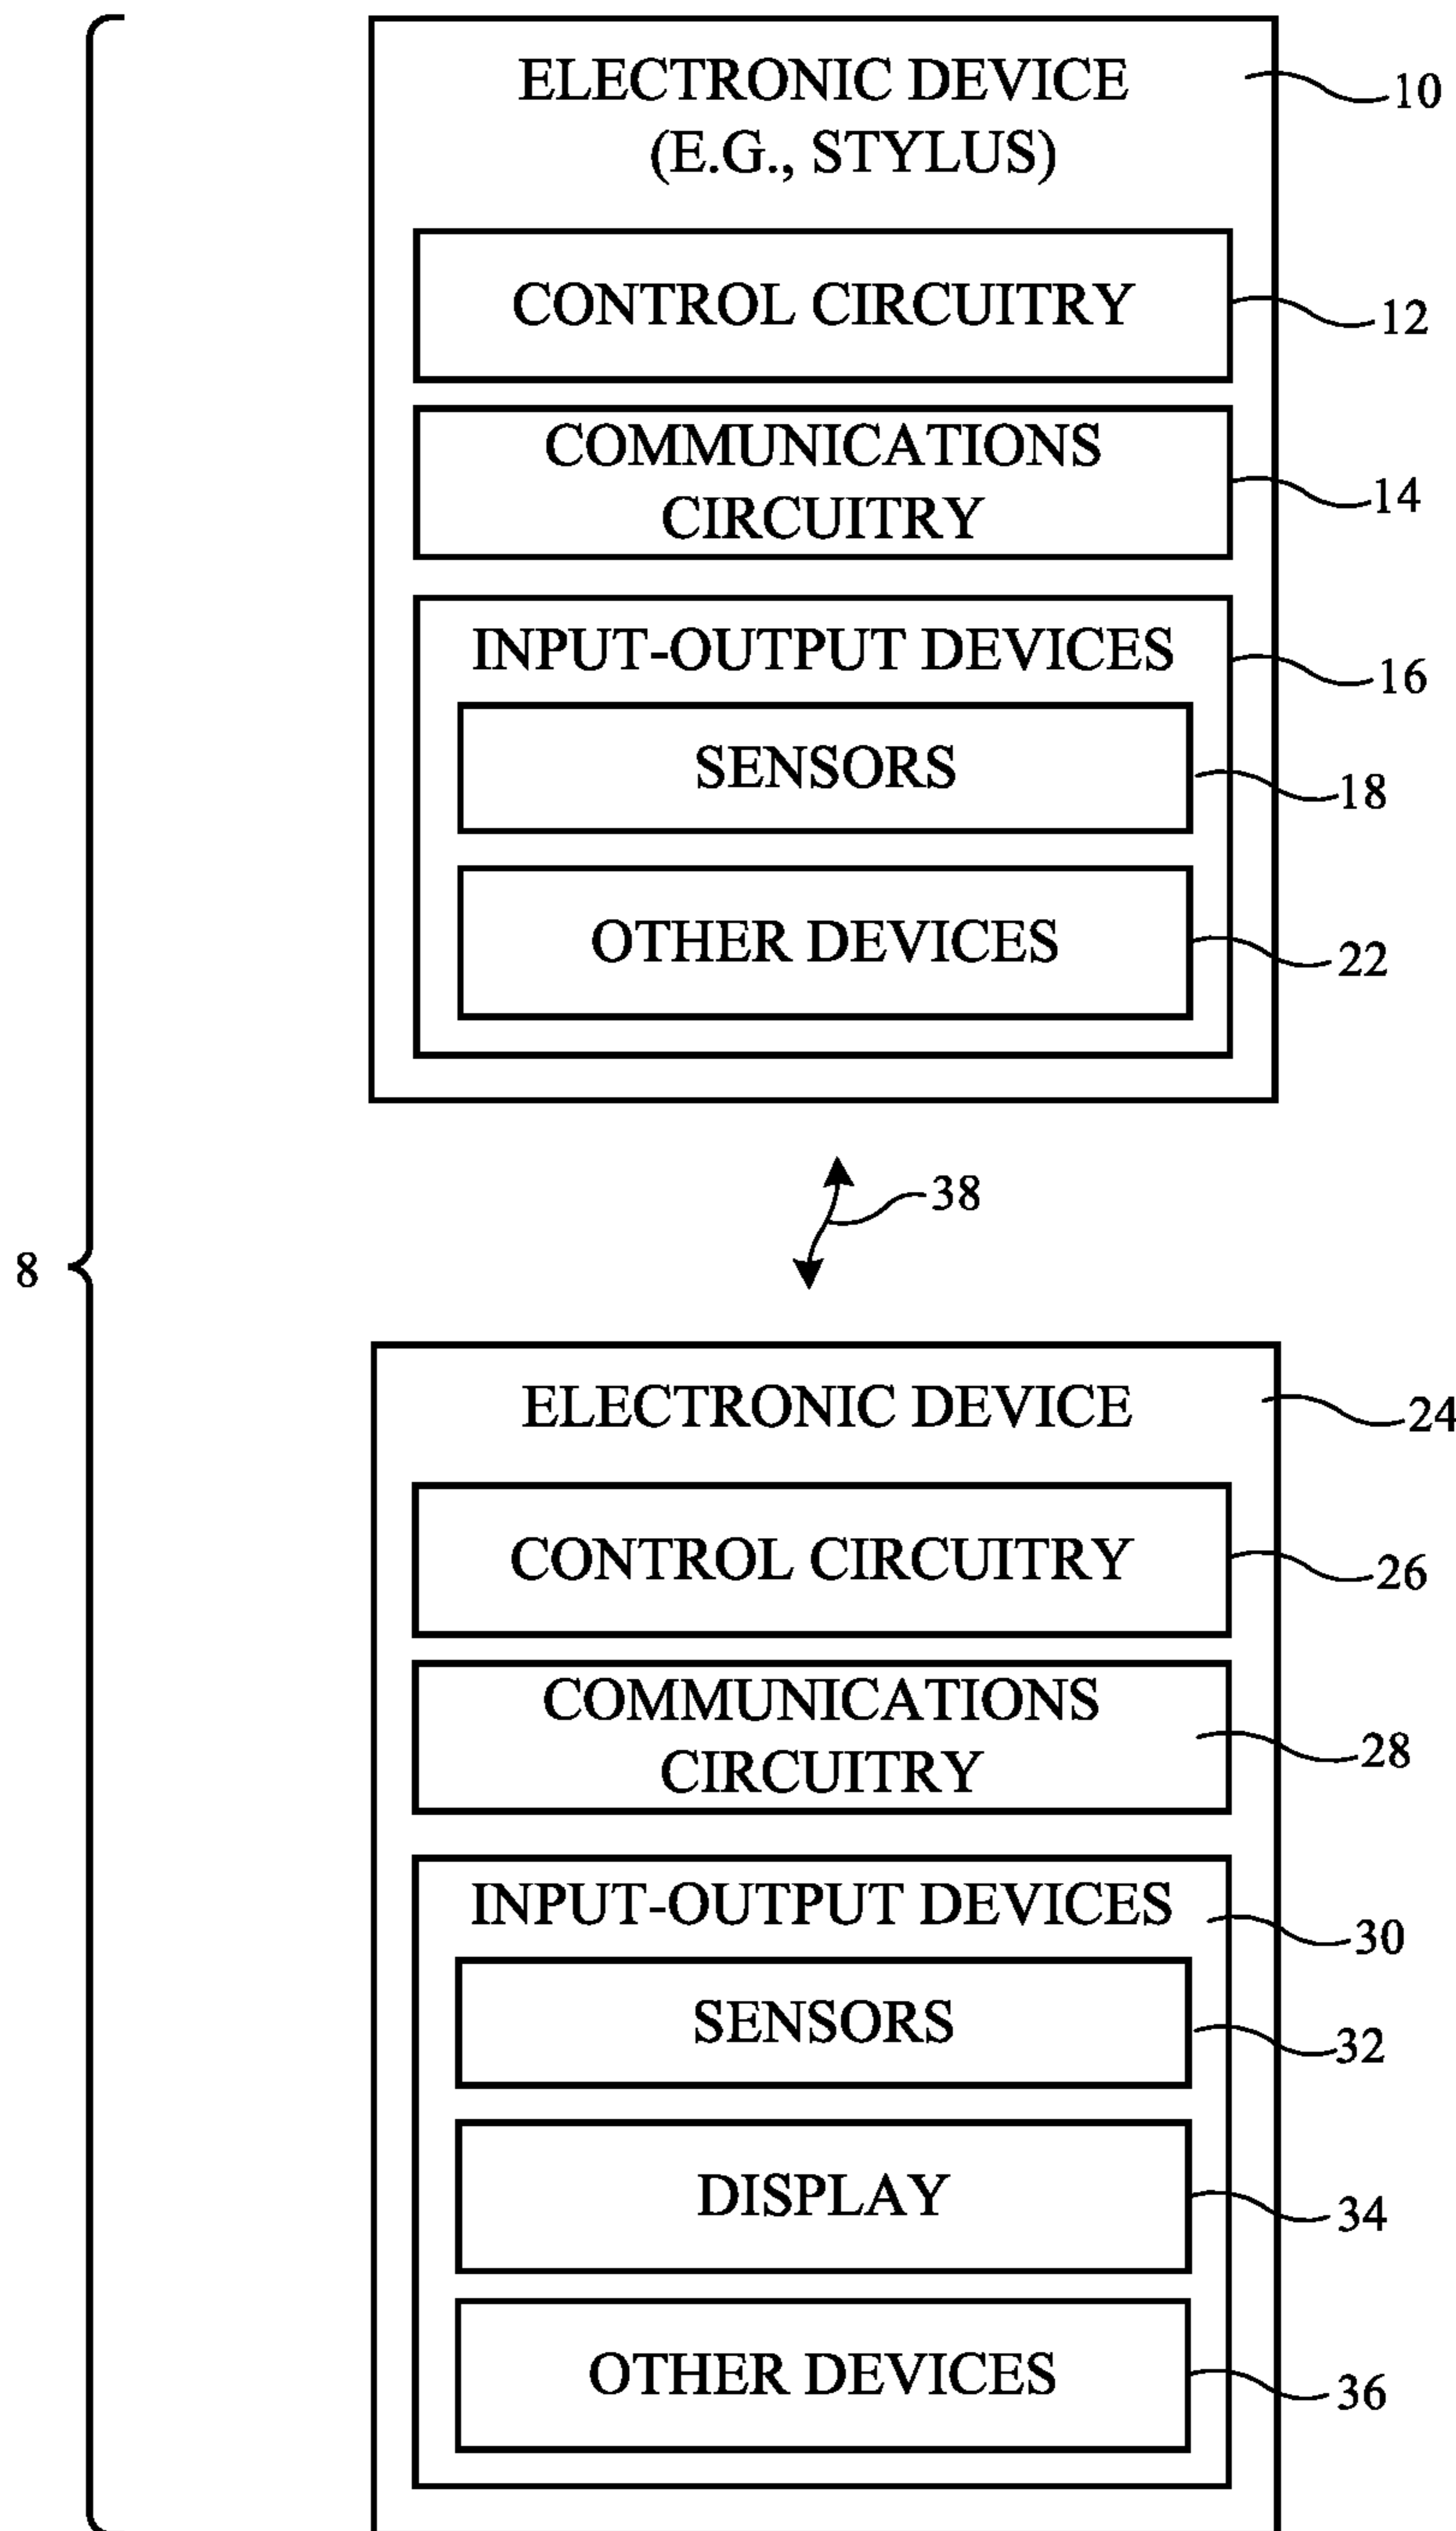 ELECTRONIC DEVICE
(E.G., STYLUS)
10
CONTROL CIRCUITRY
12
COMMUNICATIONS
CIRCUITRY
14
INPUT-OUTPUT DEVICES
16
SENSORS
18
OTHER DEVICES
22
38
8
ELECTRONIC DEVICE
24
CONTROL CIRCUITRY
26
COMMUNICATIONS
CIRCUITRY
28
INPUT-OUTPUT DEVICES
30
SENSORS
32
DISPLAY
34
OTHER DEVICES
36